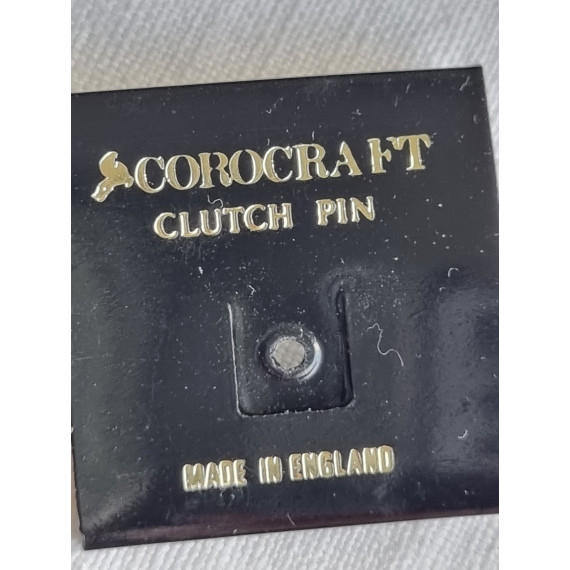 COROCRAFT
CLUTCH PIN
MADE IN ENGLAND